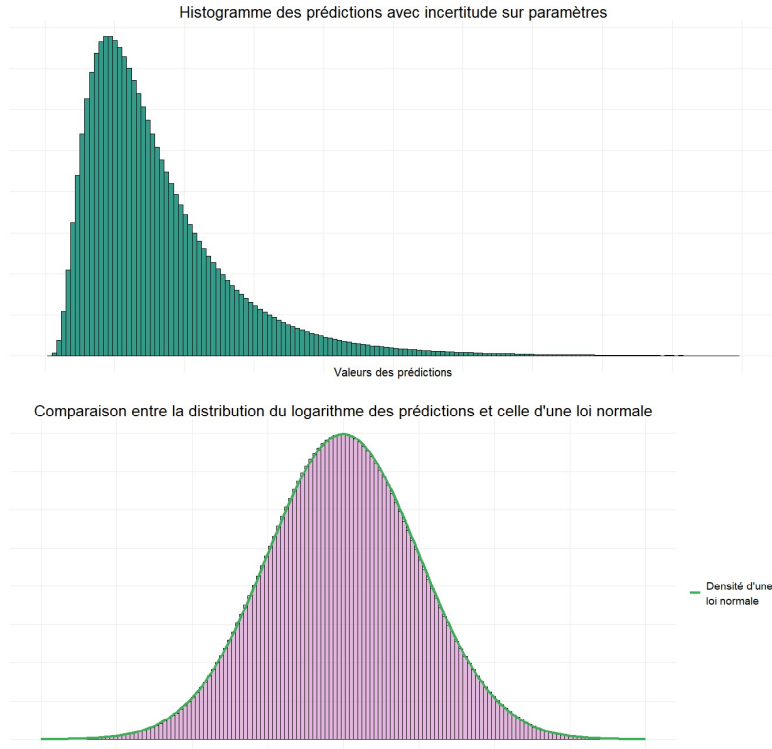 Histogramme des prédictions avec incertitude sur paramètres
Valeurs des prédictions
Comparaison entre la distribution du logarithme des prédictions et celle d'une loi normale
Densité d'une
loi normale